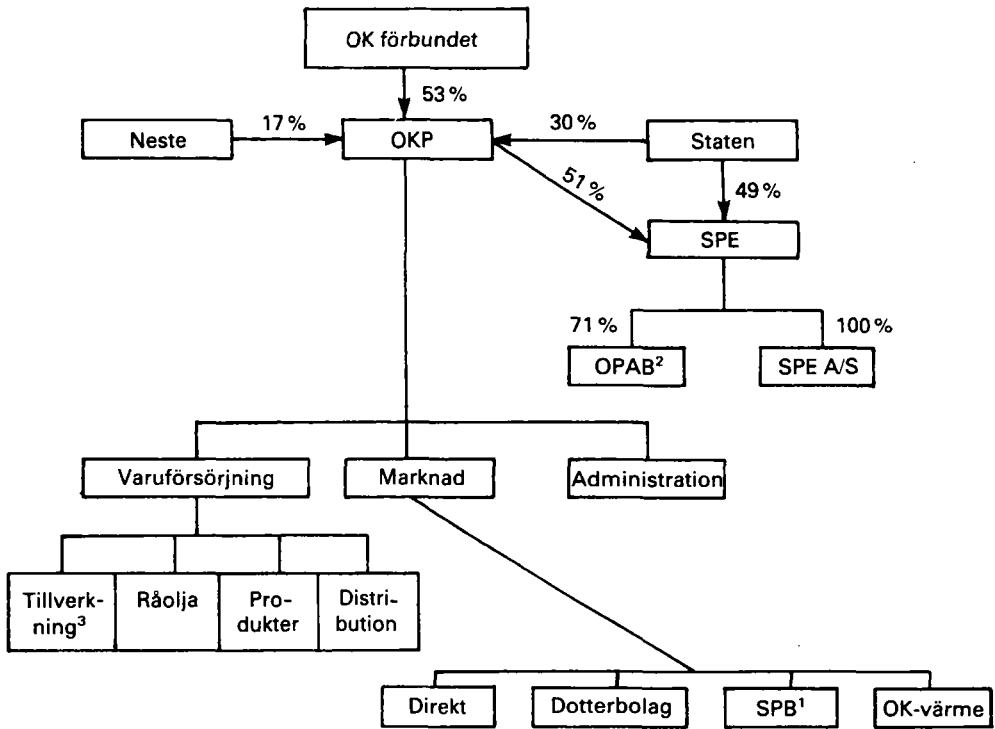 OK förbundet
53 %
Neste
17 %
OKP
30 %
Staten
51 %
49 %
SPE
71 %
100 %
OPAB²
SPE A/S
Varuförsörjning
Marknad
Administration
Tillverk-
ning³
Råolja
Pro-
dukter
Distri-
bution
Direkt
Dotterbolag
SPB¹
OK-värme